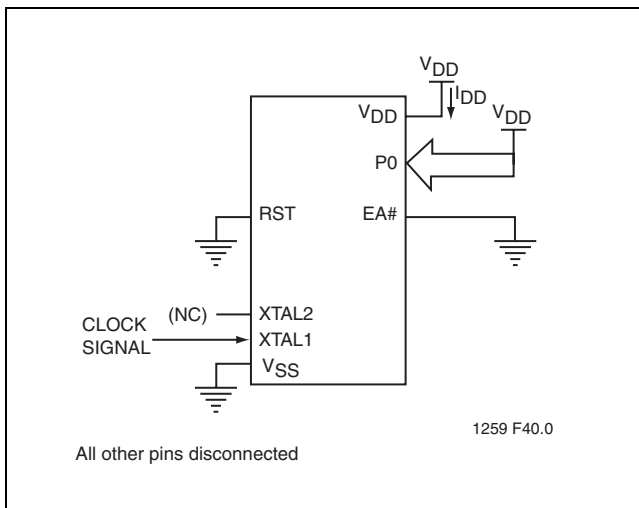 VDD
IDD
VDD
VDD
P0
RST
EA#
(NC)
XTAL2
CLOCK
SIGNAL
XTAL1
VSS
1259 F40.0
All other pins disconnected